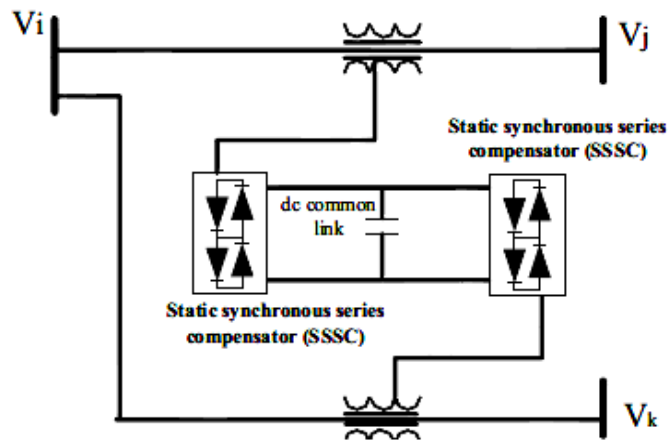 Vi
Vj
Static synchronous series
compensator (SSSC)
dc common
link
Static synchronous series
compensator (SSSC)
Vk